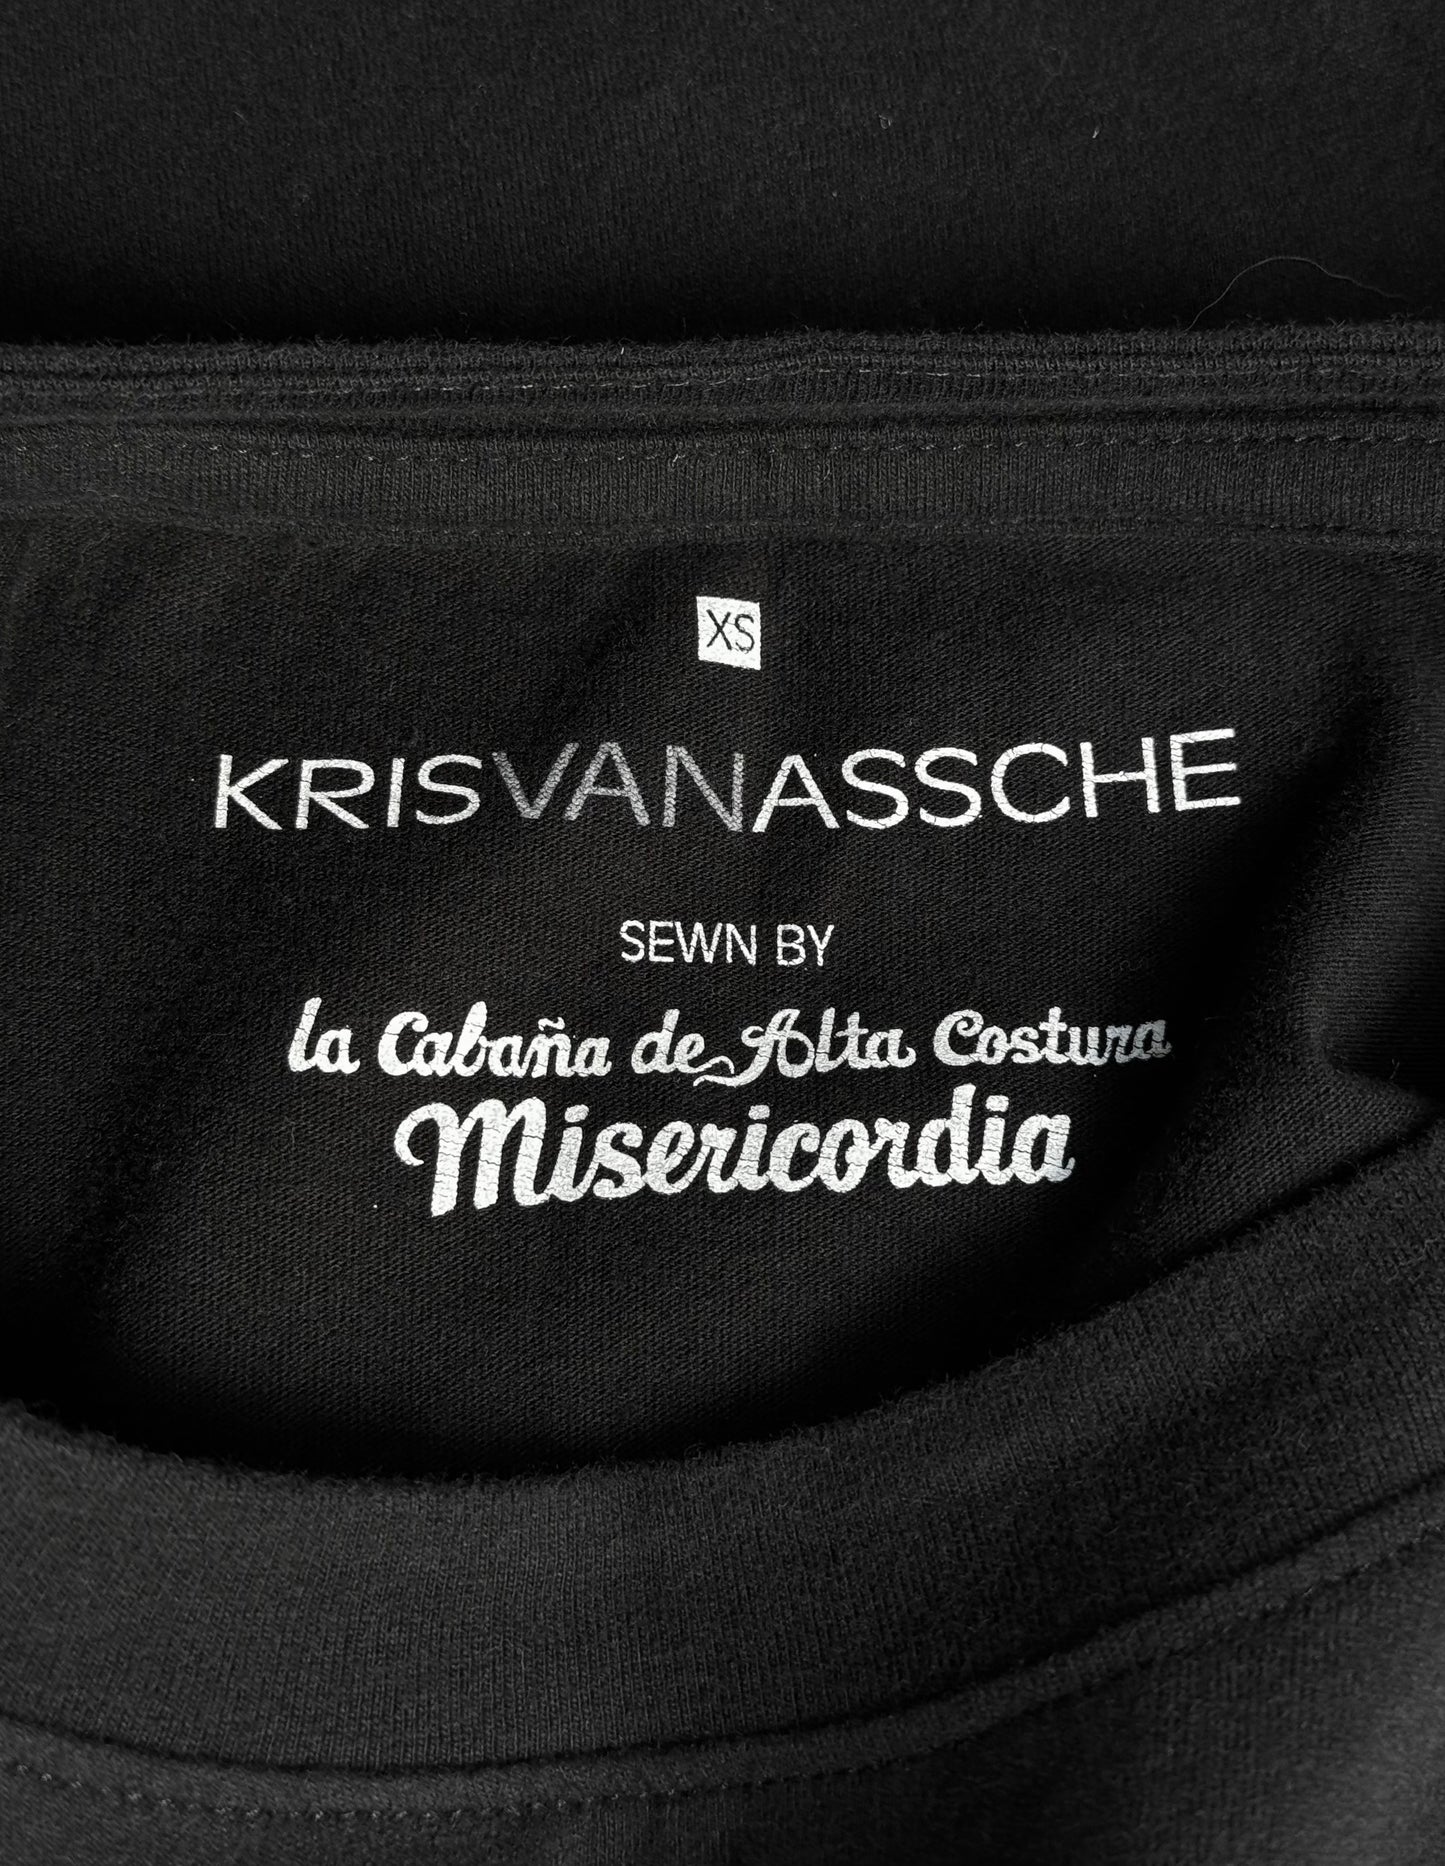 XS
KRISVANASSCHE
SEWN BY
la Cabaña de Alta Costura
Misericordia